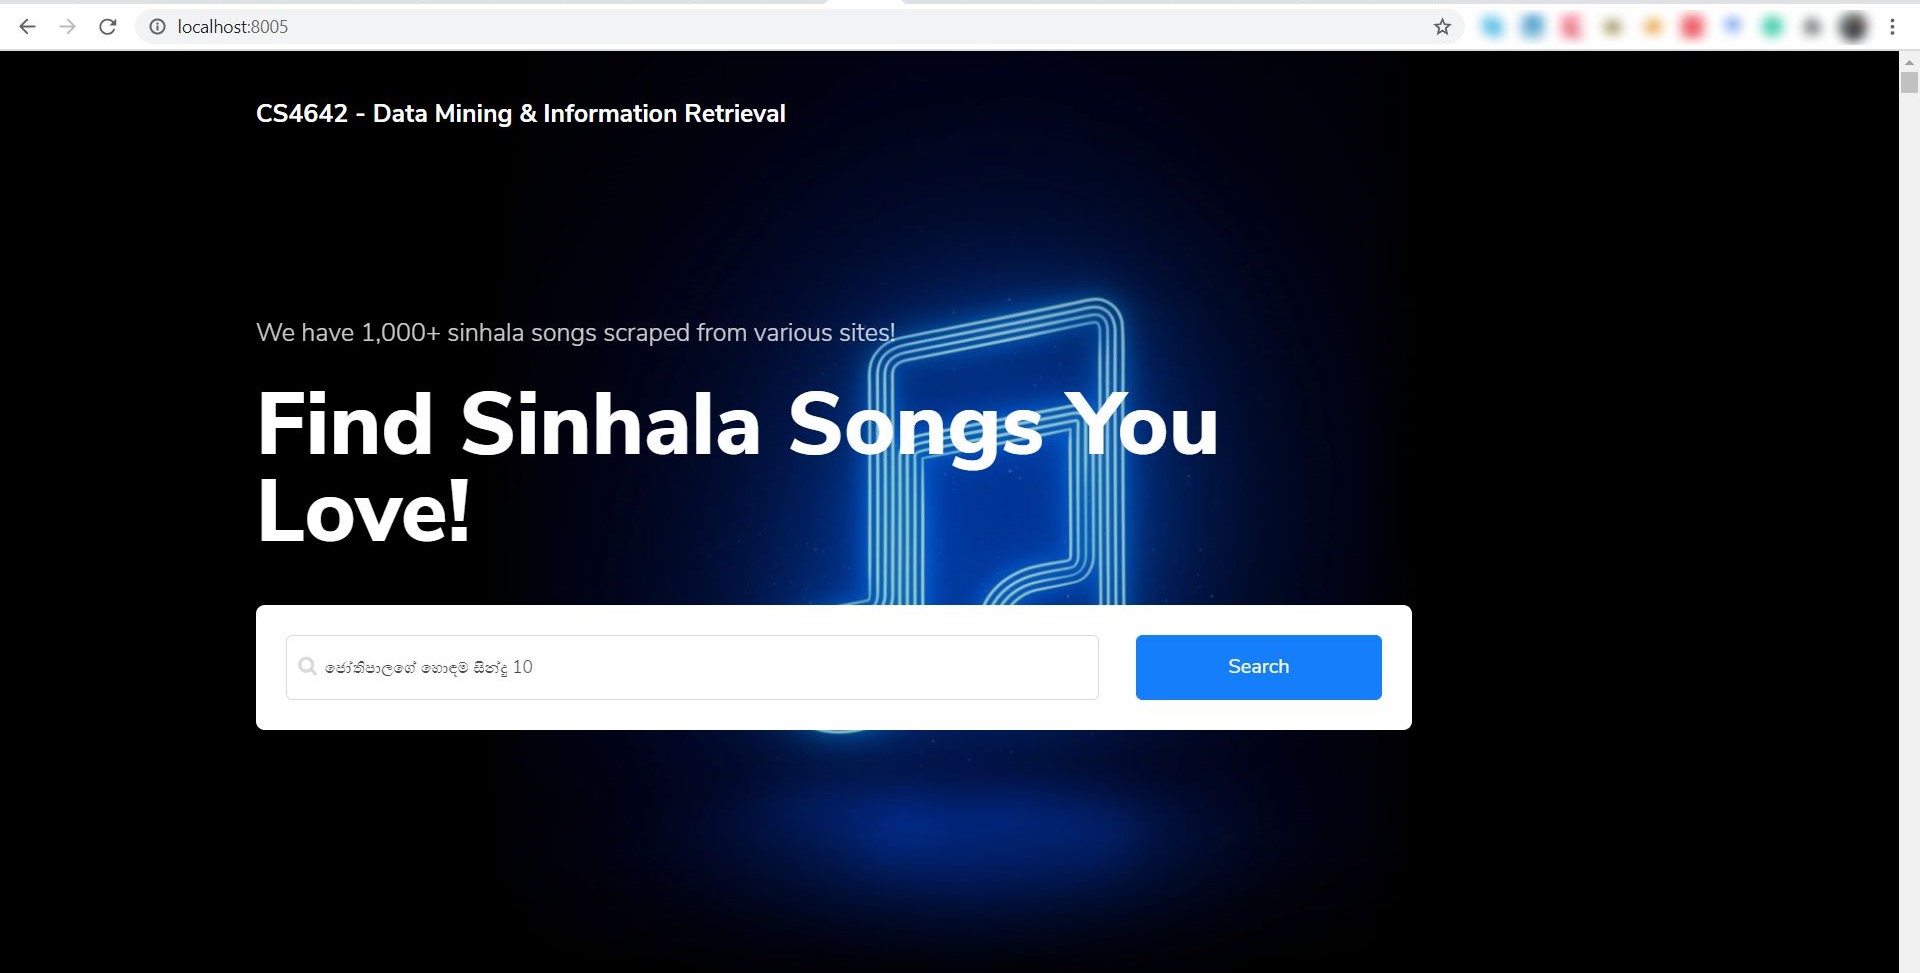 localhost:8005
CS4642 - Data Mining & Information Retrieval
We have 1,000+ sinhala songs scraped from various sites!
Find Sinhala Songs You
Love!
ජෝතිපාලගේ හොඳම සින්දු 10
Search